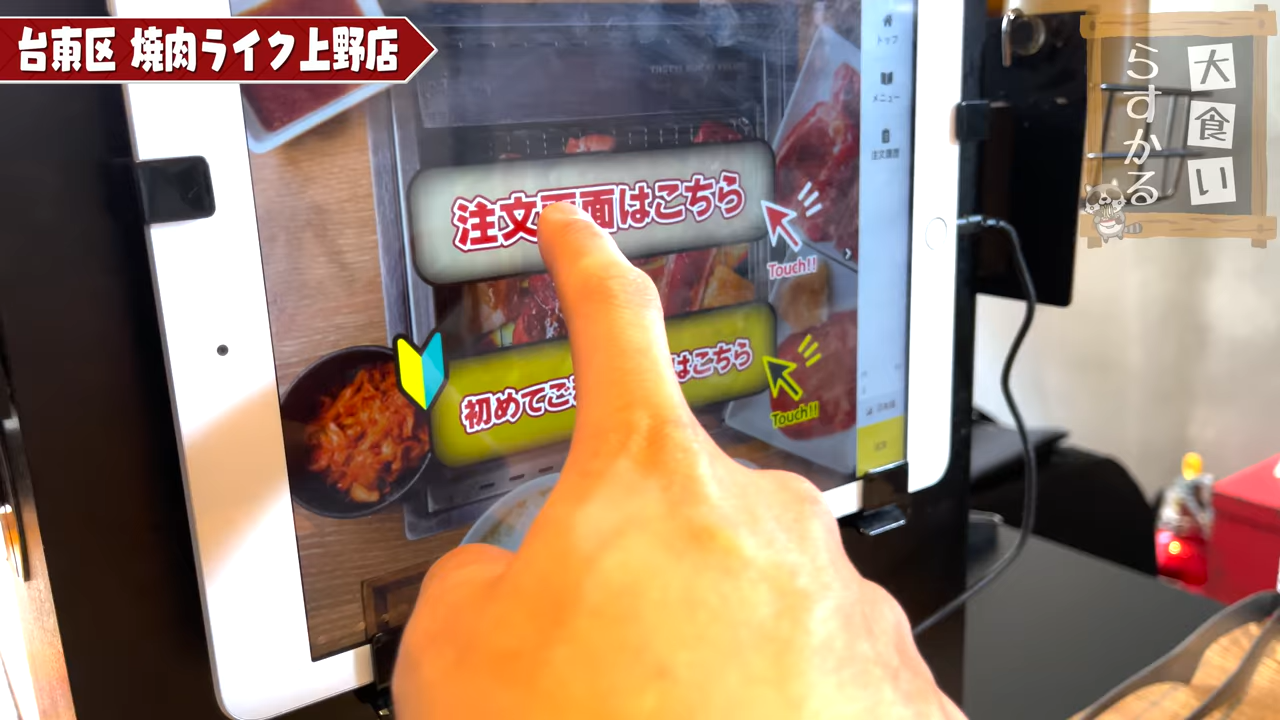 台東区 焼肉ライク上野店
大食い
らすかる
トップ
メニュー
注文履歴
注文画面はこちら
Touch!!
初めてご
はこちら
Touch!!